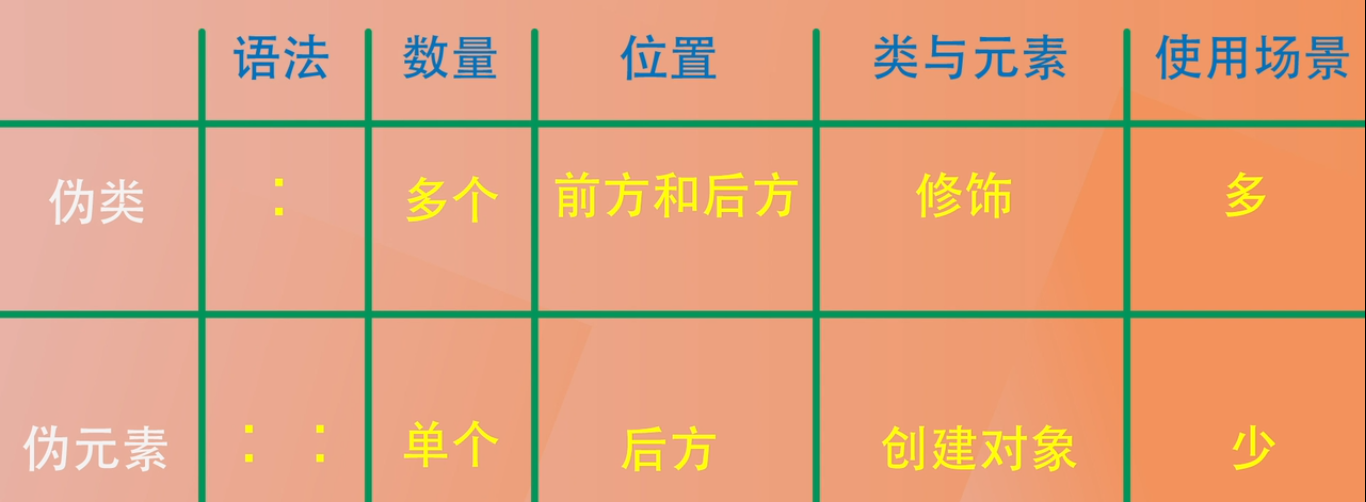 语法 数量 位置 类与元素 使用场景
伪类 : 多个 前方和后方 修饰 多
伪元素 : : 单个 后方 创建对象 少